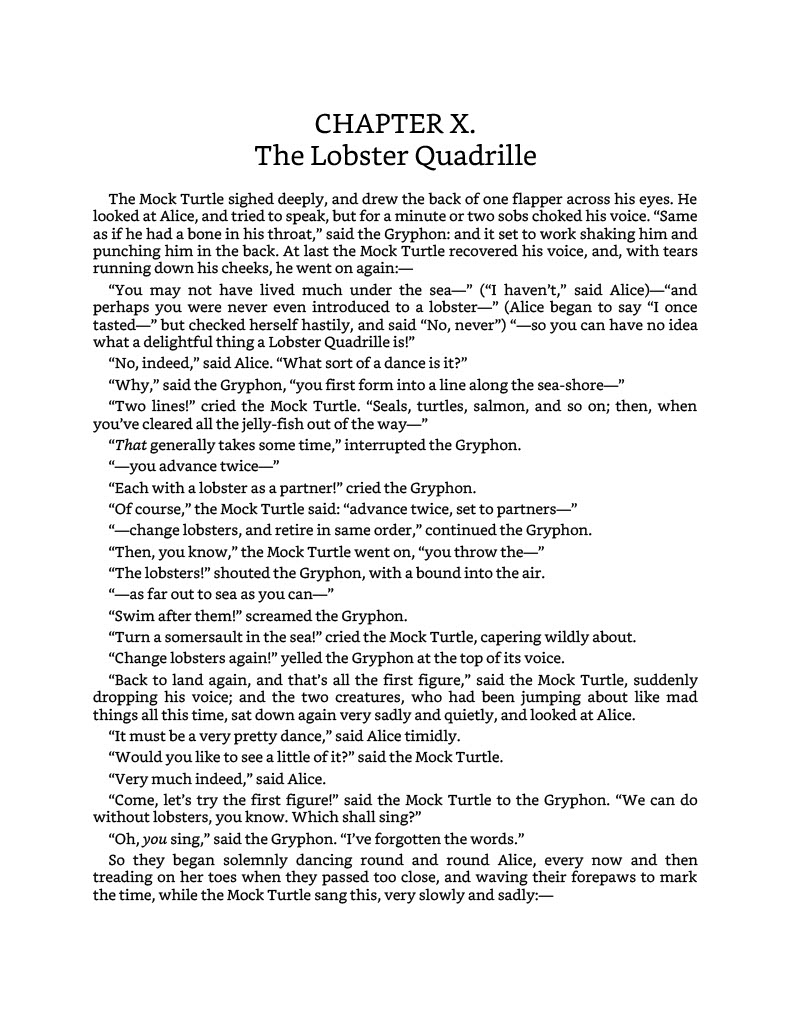 CHAPTER X.
The Lobster Quadrille
The Mock Turtle sighed deeply, and drew the back of one flapper across his eyes. He
looked at Alice, and tried to speak, but for a minute or two sobs choked his voice. “Same
as if he had a bone in his throat,” said the Gryphon: and it set to work shaking him and
punching him in the back. At last the Mock Turtle recovered his voice, and, with tears
running down his cheeks, he went on again:—
“You may not have lived much under the sea—” (“I haven’t,” said Alice)—“and
perhaps you were never even introduced to a lobster—” (Alice began to say “I once
tasted—” but checked herself hastily, and said “No, never”) “—so you can have no idea
what a delightful thing a Lobster Quadrille is!”
“No, indeed,” said Alice. “What sort of a dance is it?”
“Why,” said the Gryphon, “you first form into a line along the sea-shore—”
“Two lines!” cried the Mock Turtle. “Seals, turtles, salmon, and so on; then, when
you’ve cleared all the jelly-fish out of the way—”
“That generally takes some time,” interrupted the Gryphon.
“—you advance twice—”
“Each with a lobster as a partner!” cried the Gryphon.
“Of course,” the Mock Turtle said: “advance twice, set to partners—”
“—change lobsters, and retire in same order,” continued the Gryphon.
“Then, you know,” the Mock Turtle went on, “you throw the—”
“The lobsters!” shouted the Gryphon, with a bound into the air.
“—as far out to sea as you can—”
“Swim after them!” screamed the Gryphon.
“Turn a somersault in the sea!” cried the Mock Turtle, capering wildly about.
“Change lobsters again!” yelled the Gryphon at the top of its voice.
“Back to land again, and that’s all the first figure,” said the Mock Turtle, suddenly
dropping his voice; and the two creatures, who had been jumping about like mad
things all this time, sat down again very sadly and quietly, and looked at Alice.
“It must be a very pretty dance,” said Alice timidly.
“Would you like to see a little of it?” said the Mock Turtle.
“Very much indeed,” said Alice.
“Come, let’s try the first figure!” said the Mock Turtle to the Gryphon. “We can do
without lobsters, you know. Which shall sing?”
“Oh, you sing,” said the Gryphon. “I’ve forgotten the words.”
So they began solemnly dancing round and round Alice, every now and then
treading on her toes when they passed too close, and waving their forepaws to mark
the time, while the Mock Turtle sang this, very slowly and sadly:—